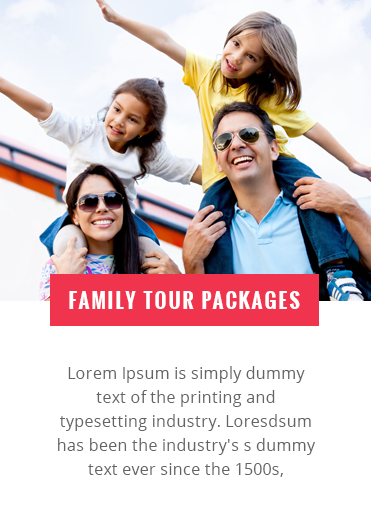 FAMILY TOUR PACKAGES
Lorem Ipsum is simply dummy
text of the printing and
typesetting industry. Loresdsum
has been the industry's s dummy
text ever since the 1500s,